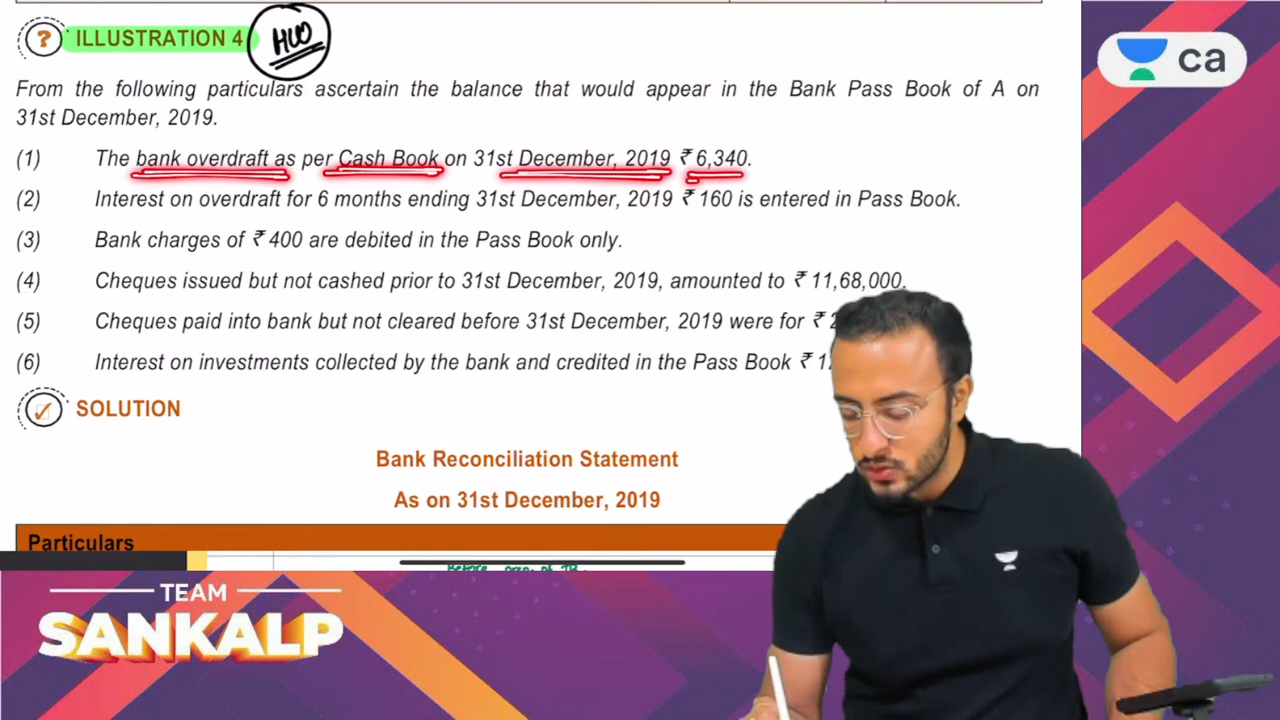 ILLUSTRATION 4 HW
From the following particulars ascertain the balance that would appear in the Bank Pass Book of A on
31st December, 2019.
(1) The bank overdraft as per Cash Book on 31st December, 2019 ₹ 6,340.
(2) Interest on overdraft for 6 months ending 31st December, 2019 ₹ 160 is entered in Pass Book.
(3) Bank charges of ₹ 400 are debited in the Pass Book only.
(4) Cheques issued but not cashed prior to 31st December, 2019, amounted to ₹ 11,68,000.
(5) Cheques paid into bank but not cleared before 31st December, 2019 were for ₹
(6) Interest on investments collected by the bank and credited in the Pass Book ₹
SOLUTION
Bank Reconciliation Statement
As on 31st December, 2019
Particulars
TEAM
SANKALP
ca